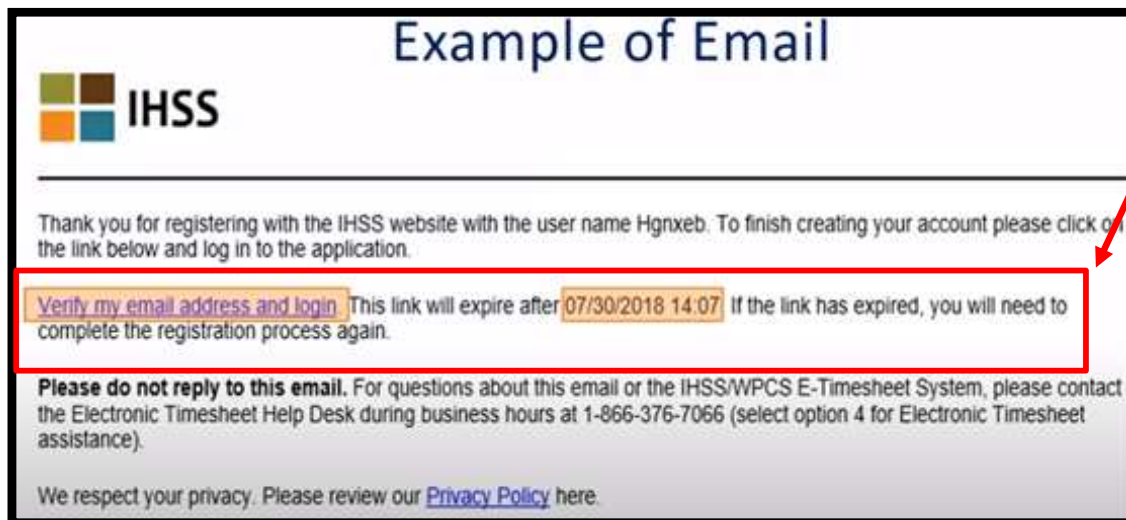 Example of Email
IHSS
Thank you for registering with the IHSS website with the user name Hgnxeb. To finish creating your account please click on
the link below and log in to the application.
Verify my email address and login This link will expire after 07/30/2018 14:07 If the link has expired, you will need to
complete the registration process again.
Please do not reply to this email. For questions about this email or the IHSS/WPCS E-Timesheet System, please contact
the Electronic Timesheet Help Desk during business hours at 1-866-376-7066 (select option 4 for Electronic Timesheet
assistance).
We respect your privacy. Please review our Privacy Policy here.